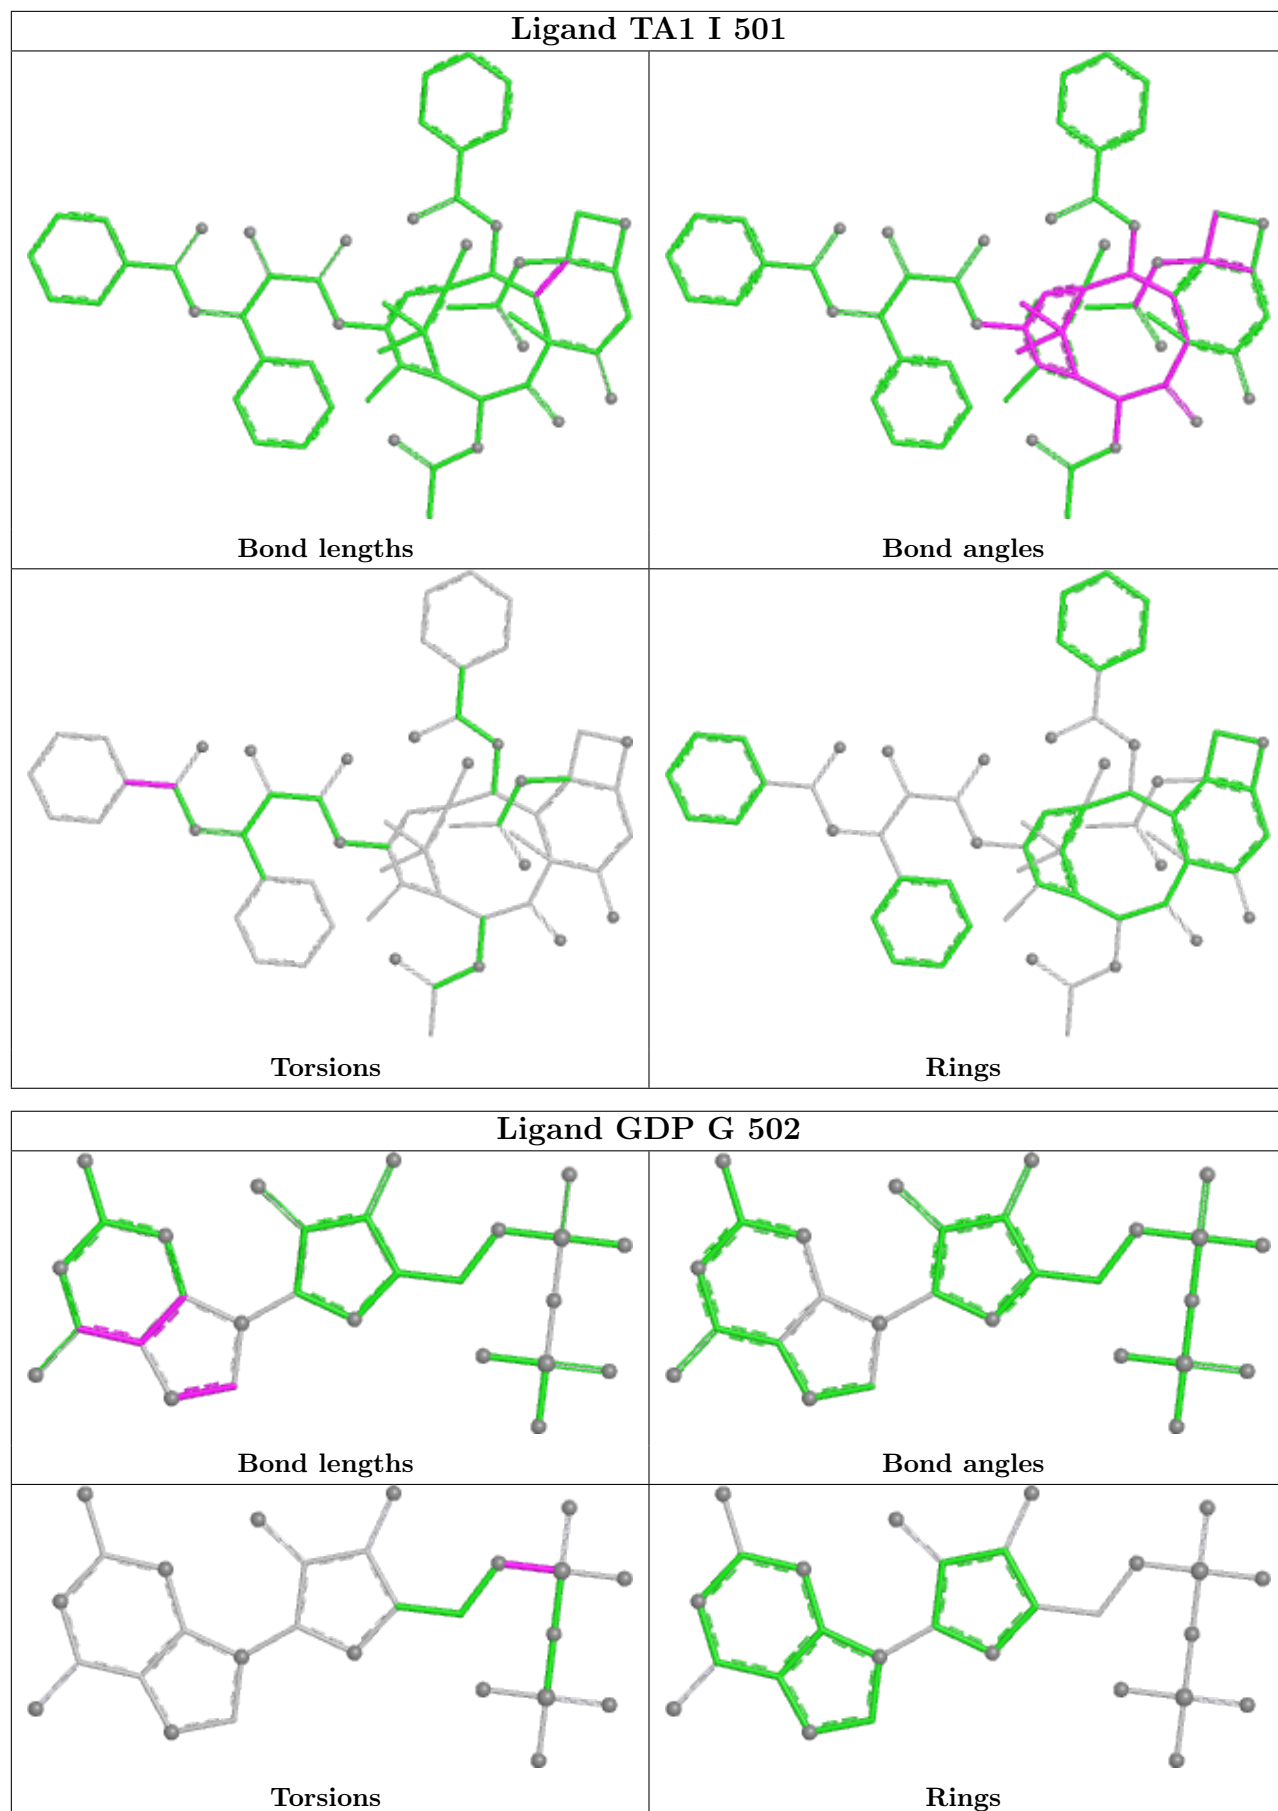 Ligand TA1 I 501
Bond lengths
Bond angles
Torsions
Rings
Ligand GDP G 502
Bond lengths
Bond angles
Torsions
Rings